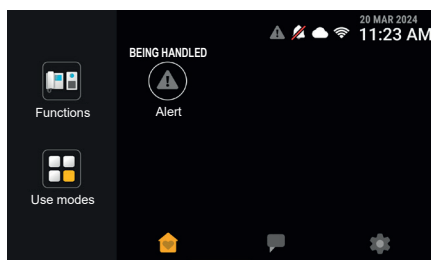 20 MAR 2024
11:23 AM
BEING HANDLED
Functions
Alert
Use modes